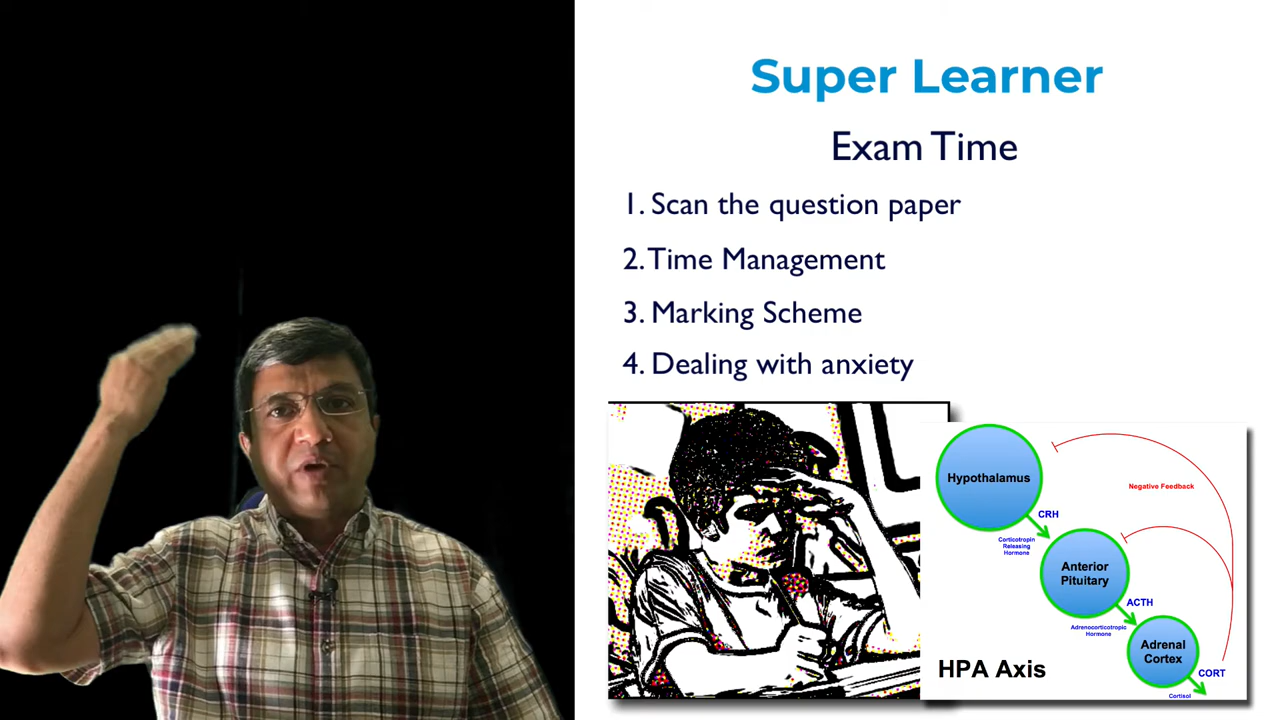 Super Learner
Exam Time
1. Scan the question paper
2. Time Management
3. Marking Scheme
4. Dealing with anxiety
Hypothalamus
Negative Feedback
CRH
Corticotropin
Releasing
Hormone
Anterior
Pituitary
ACTH
Adrenocorticotropic
Hormone
Adrenal
Cortex
HPA Axis
CORT
Cortisol